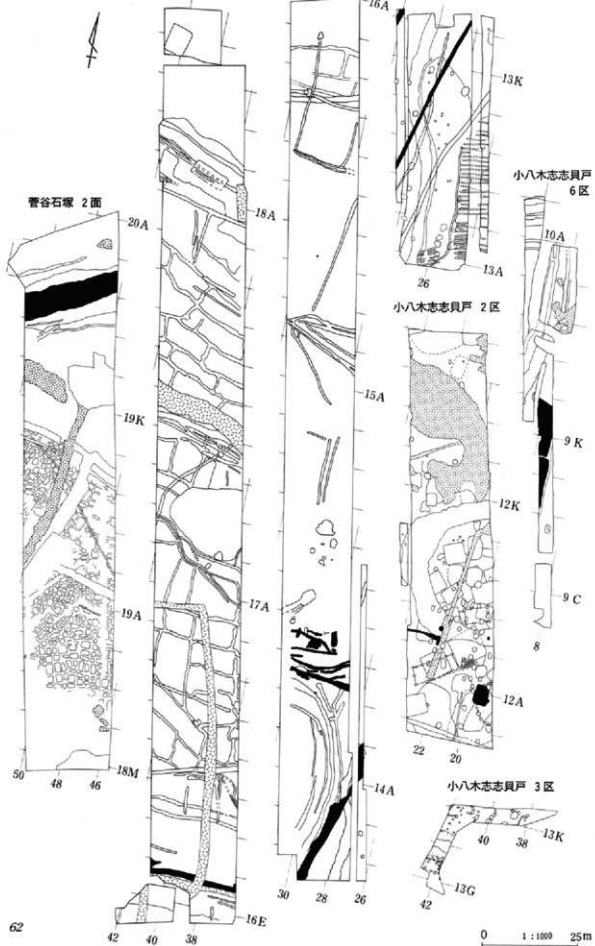 菅谷石塚 2面
20A
19K
19A
18M
50
48
46
18A
17A
16E
42
40
38
16A
15A
14A
30
28
26
13K
13A
26
小八木志志貝戸 2区
12K
12A
22
20
小八木志志貝戸
6区
10A
9K
9C
8
小八木志志貝戸 3区
40
38
13K
13G
42
62
0 1:1000 25m